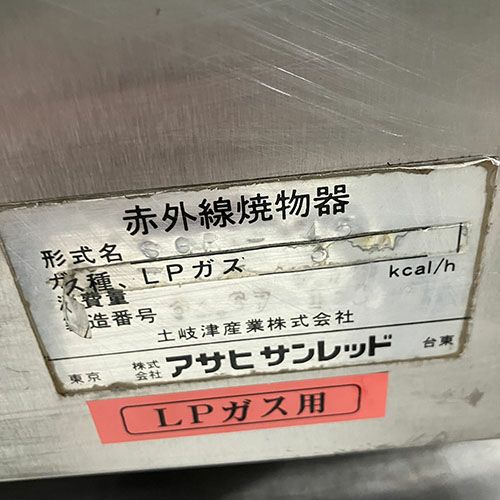 赤外線焼物器
形式名
ガス種、LPガス
費量 kcal/h
造番号
土岐津産業株式会社
東京 株式会社 アサヒサンレッド 台東
LPガス用